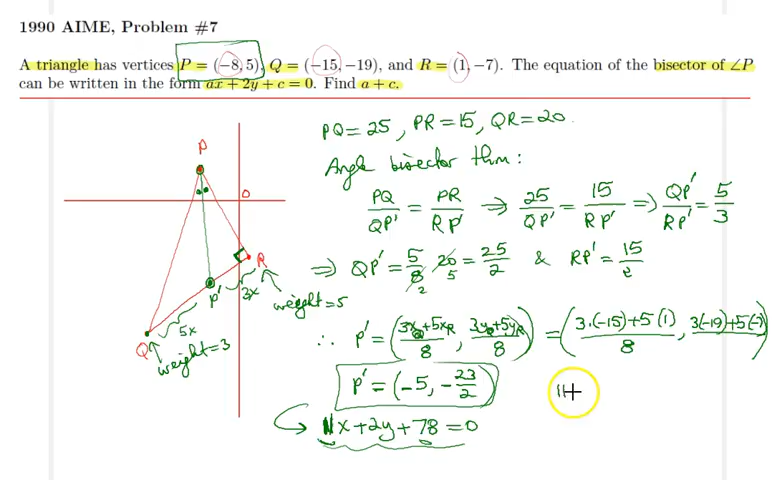 1990 AIME, Problem #7
A triangle has vertices P = (−8, 5), Q = (−15, −19), and R = (1, −7). The equation of the bisector of ∠P
can be written in the form ax + 2y + c = 0. Find a + c.
PQ = 25, PR = 15, QR = 20.
Angle bisector thm:
PQ/QP' = PR/RP' ⇒ 25/QP' = 15/RP' ⇒ QP'/RP' = 5/3
⇒ QP' = 5/8 · 20 = 25/2 & RP' = 15/2
∴ P' = ((3x_Q + 5x_R)/8, (3y_Q + 5y_R)/8) = ((3·(−15) + 5(1))/8, (3(−19) + 5(−7))/8)
P' = (−5, −23/2)
11x + 2y + 78 = 0
11+
P
O
R
3x
weight = 5
P'
5x
Q
weight = 3